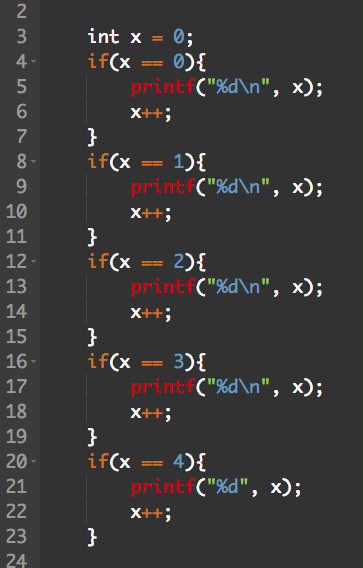 2
3 int x = 0;
4 if(x == 0){
5 printf("%d\n", x);
6 x++;
7 }
8 if(x == 1){
9 printf("%d\n", x);
10 x++;
11 }
12 if(x == 2){
13 printf("%d\n", x);
14 x++;
15 }
16 if(x == 3){
17 printf("%d\n", x);
18 x++;
19 }
20 if(x == 4){
21 printf("%d", x);
22 x++;
23 }
24